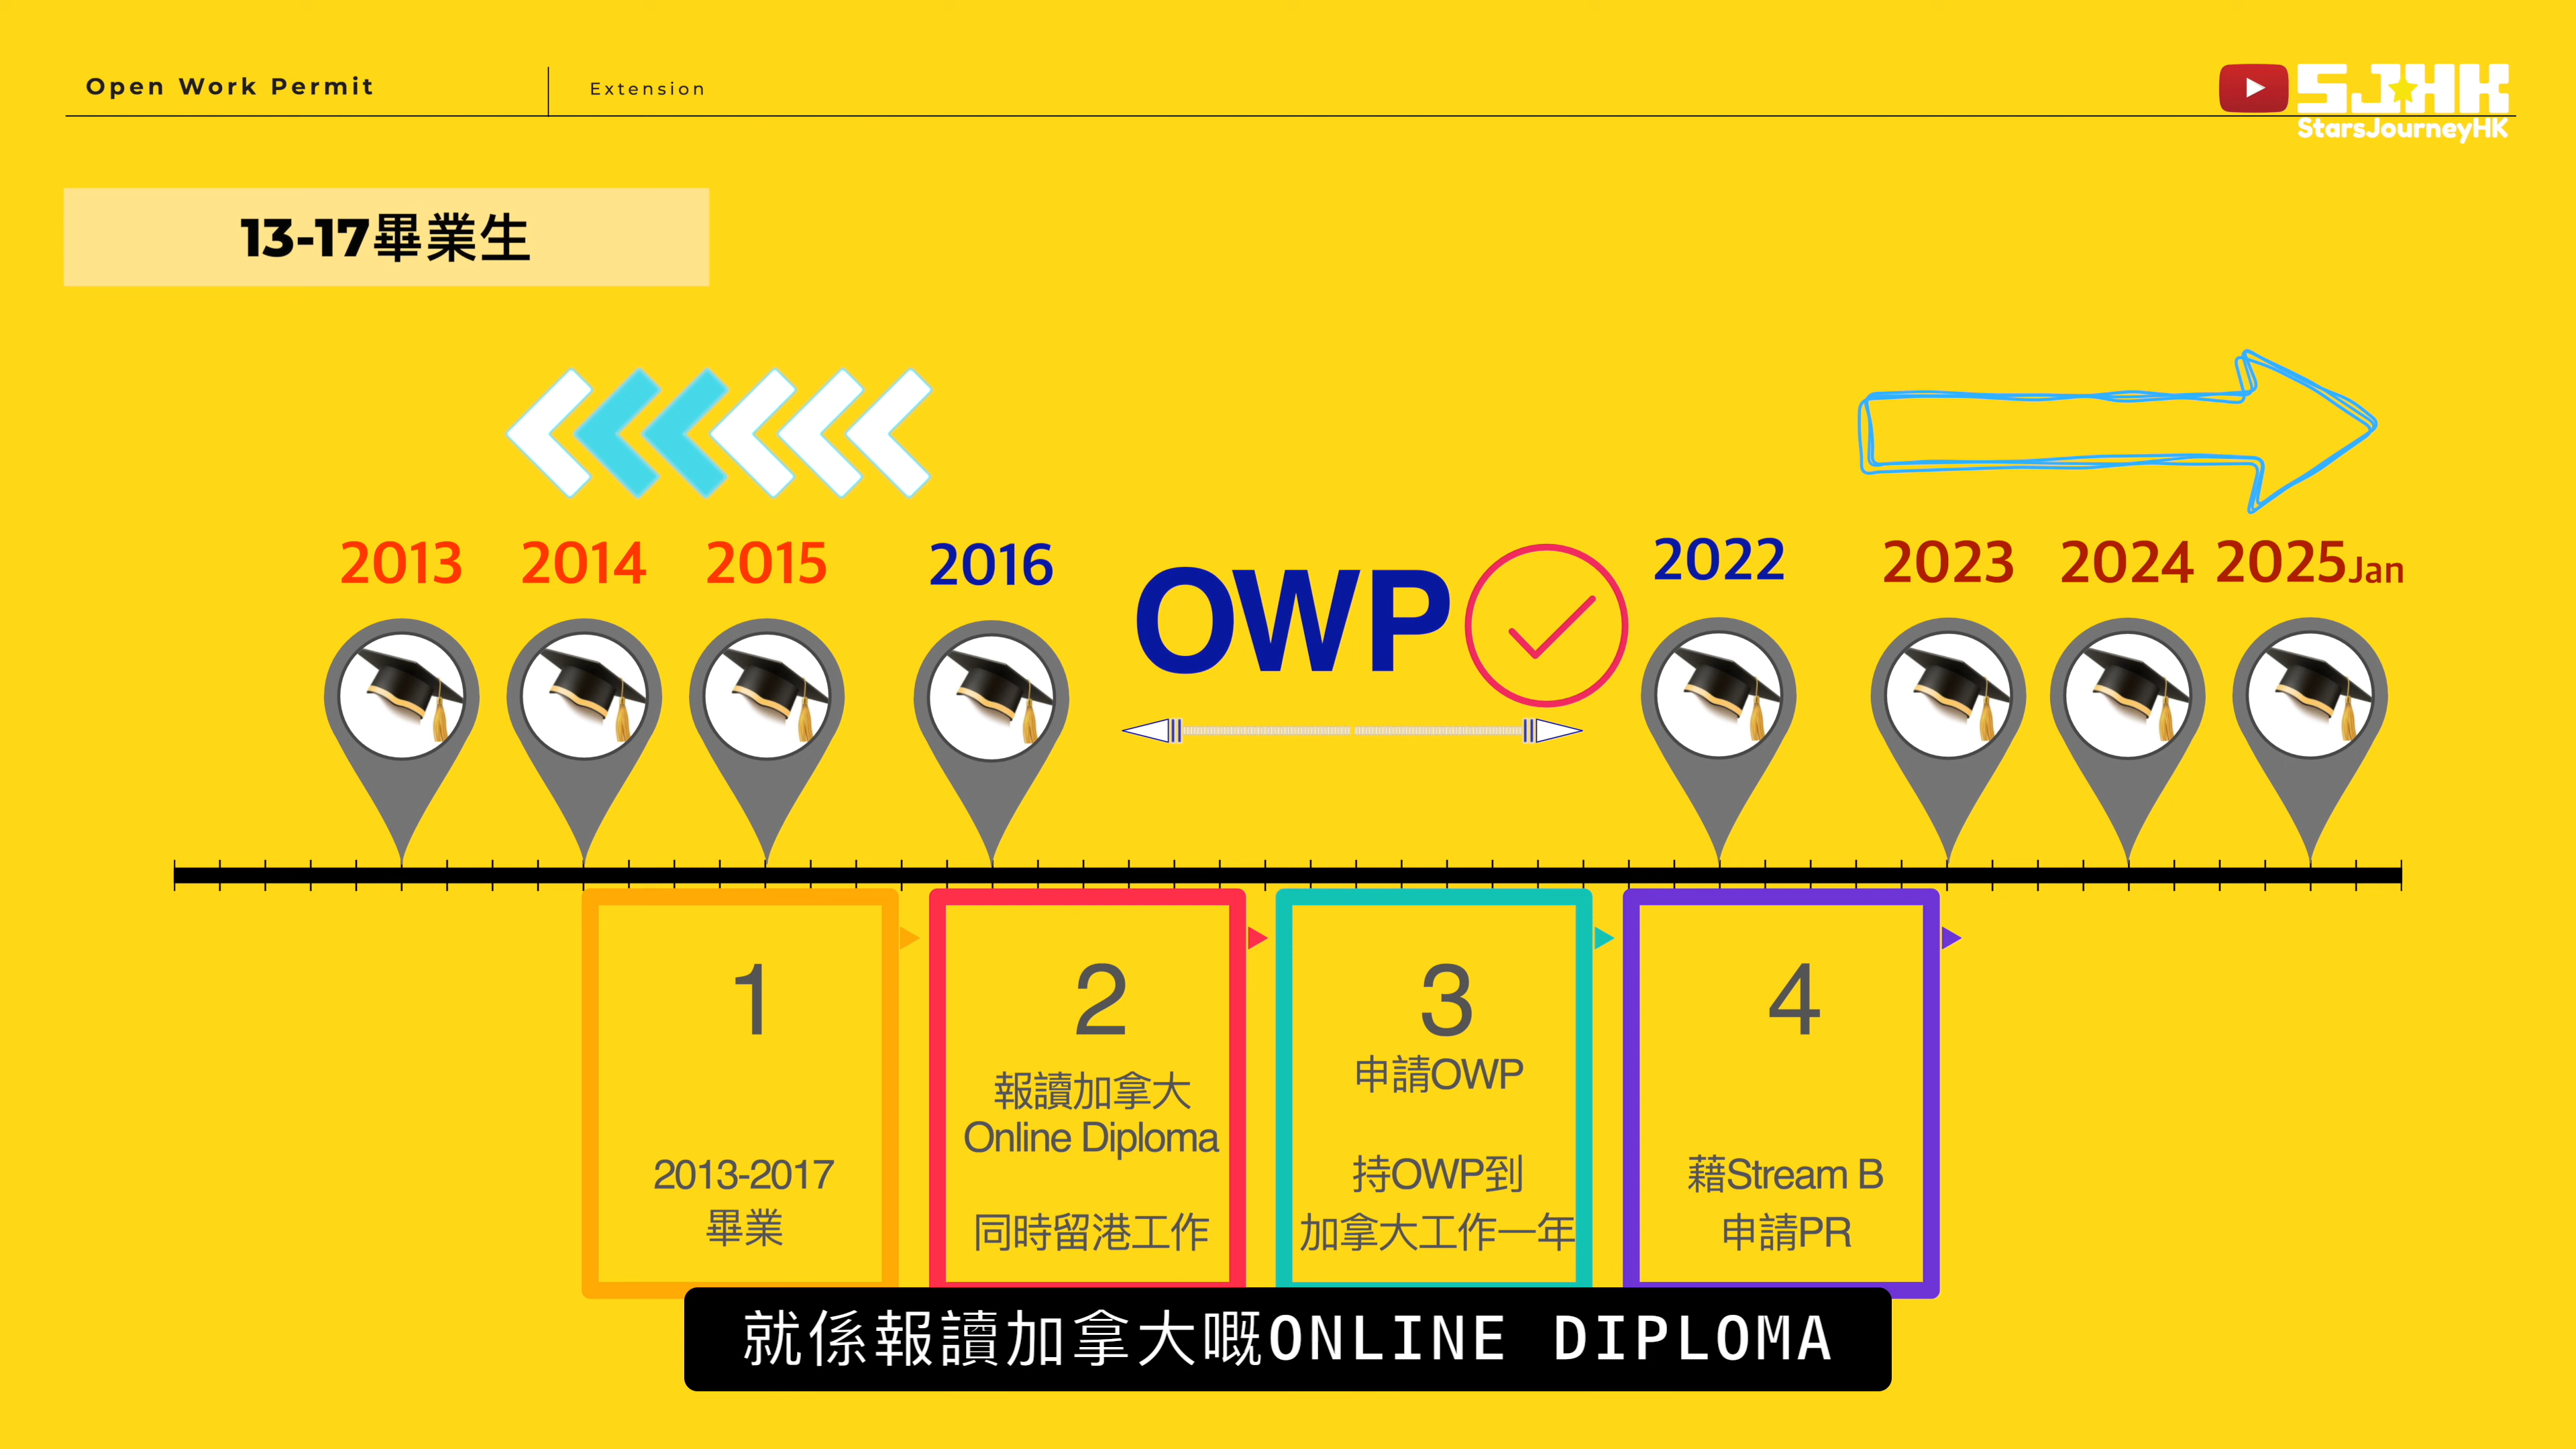 Open Work Permit
Extension
SJHK
StarsJourneyHK
13-17畢業生
2013
2014
2015
2016
OWP
2022
2023
2024
2025Jan
1
2013-2017
畢業
2
報讀加拿大
Online Diploma
同時留港工作
3
申請OWP
持OWP到
加拿大工作一年
4
藉Stream B
申請PR
就係報讀加拿大嘅ONLINE DIPLOMA